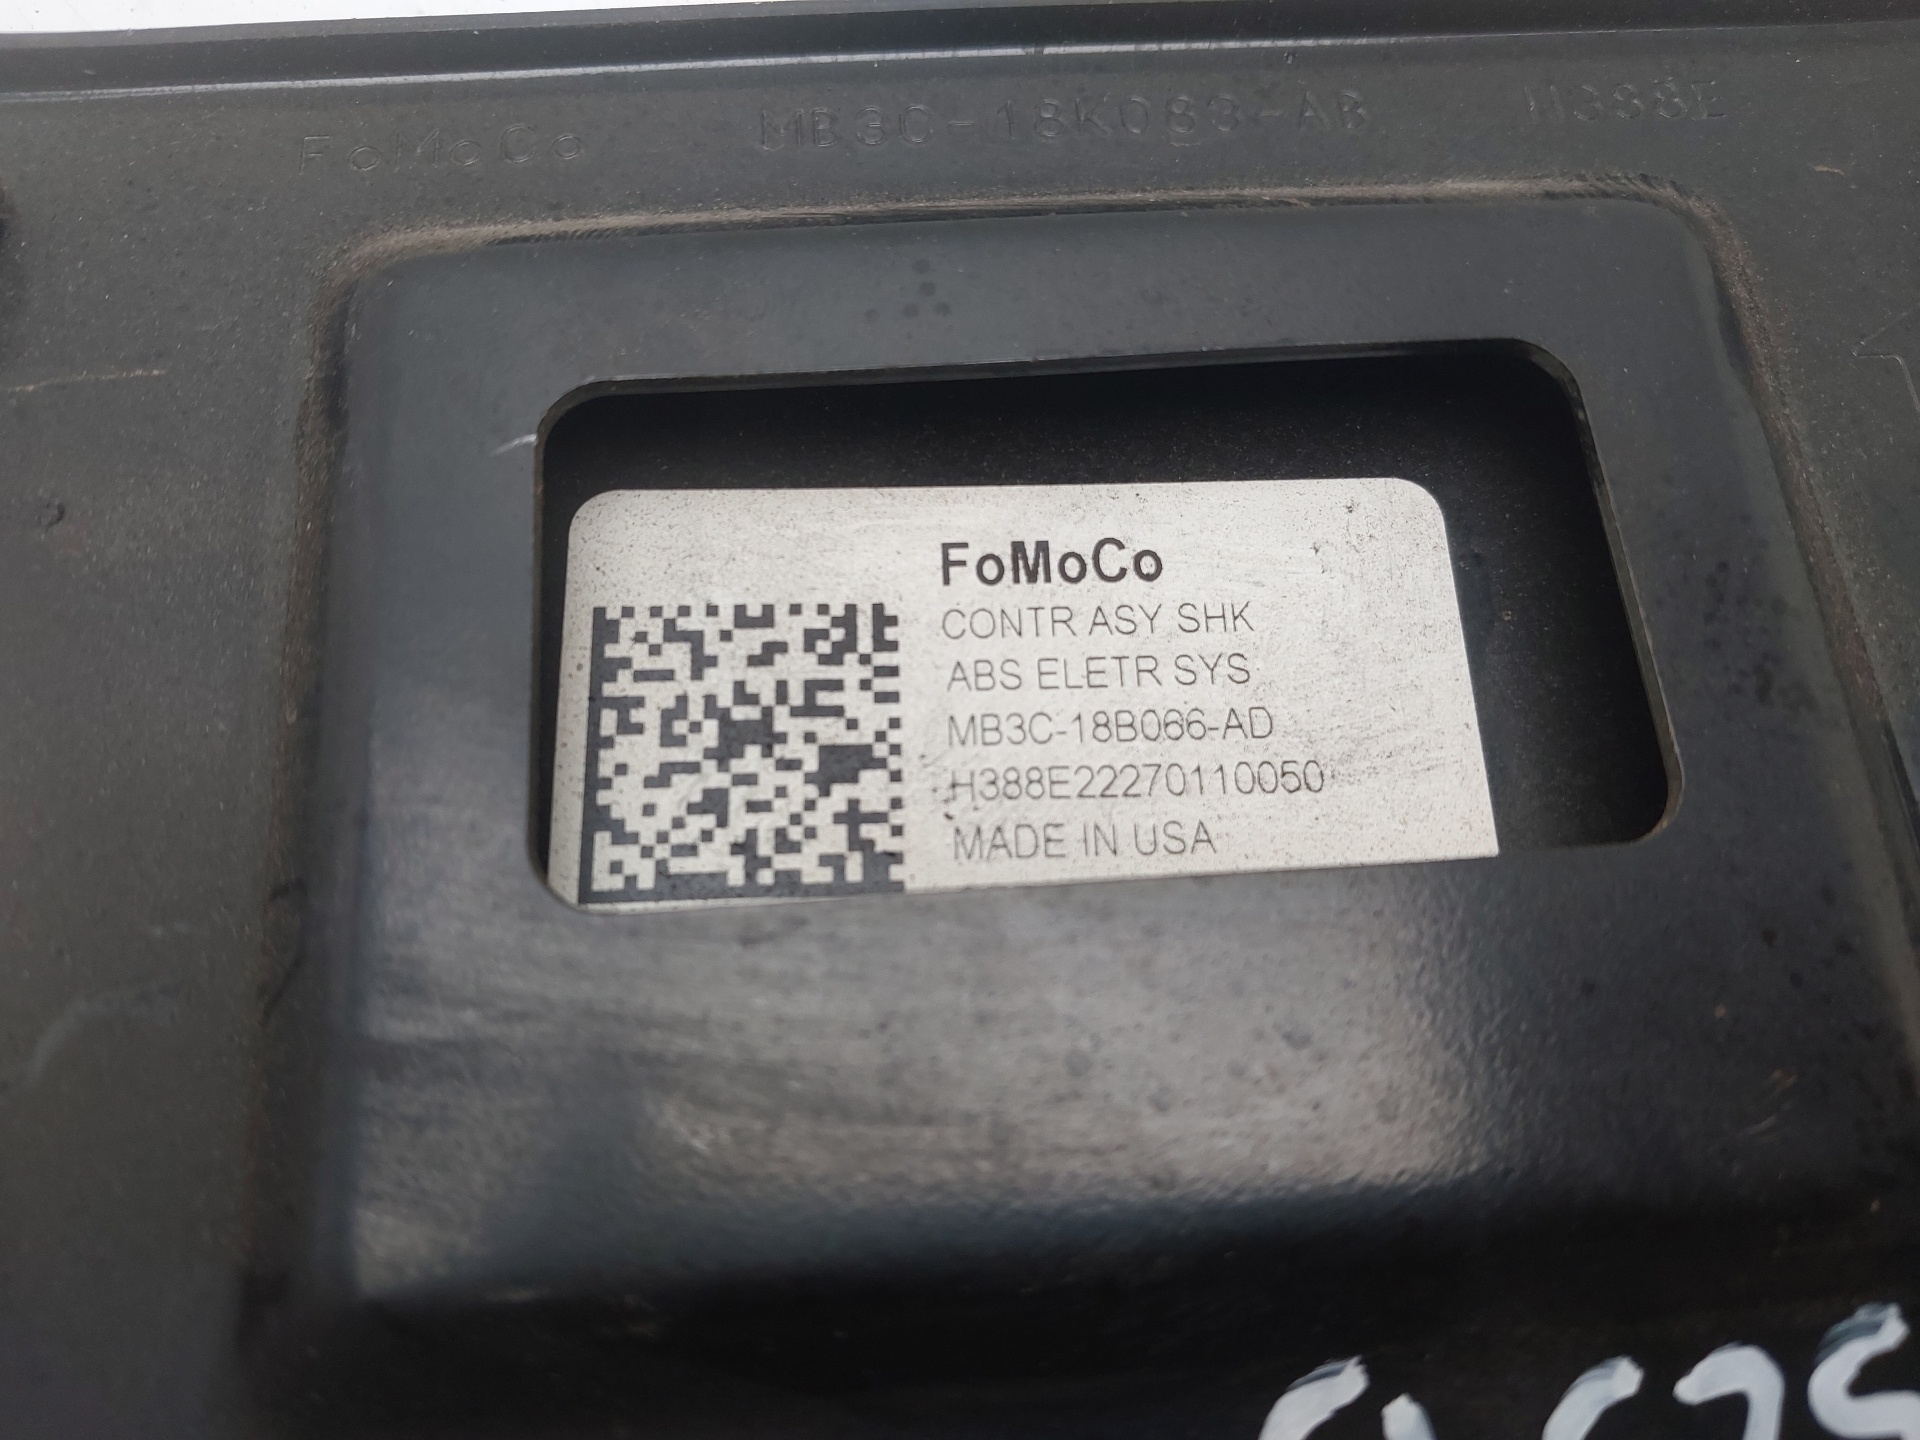 FoMoCo MB3C-18K083-AB H388E
FoMoCo
CONTR ASY SHK
ABS ELETR SYS
MB3C-18B066-AD
H388E22270110050
MADE IN USA